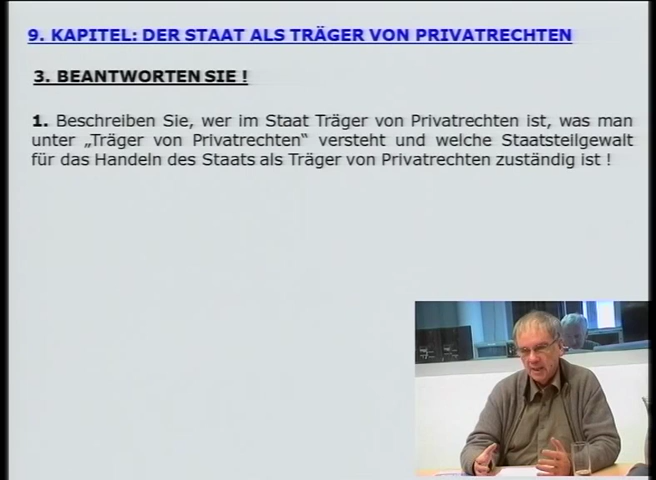 9. KAPITEL: DER STAAT ALS TRÄGER VON PRIVATRECHTEN
3. BEANTWORTEN SIE !
1. Beschreiben Sie, wer im Staat Träger von Privatrechten ist, was man
unter „Träger von Privatrechten“ versteht und welche Staatsteilgewalt
für das Handeln des Staats als Träger von Privatrechten zuständig ist !